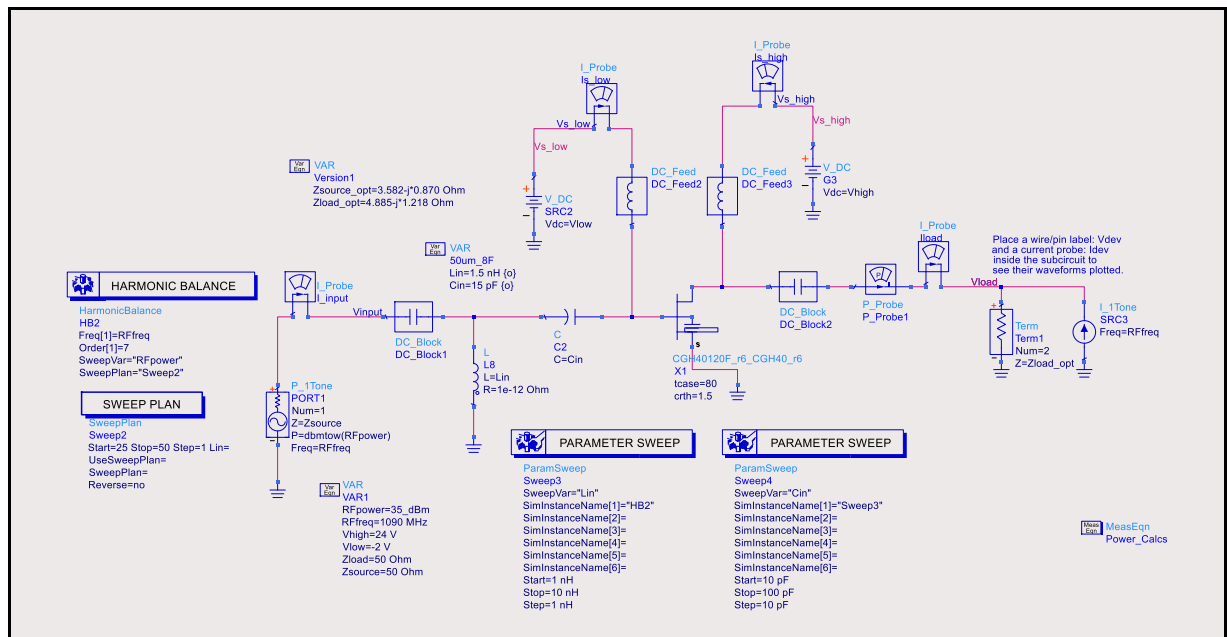 I_Probe
Is_high
I_Probe
Is_low
Vs_high
Vs_high
Vs_low
Vs_low
Var
Eqn
VAR
Version1
Zsource_opt=3.582-j*0.870 Ohm
Zload_opt=4.885-j*1.218 Ohm
DC_Feed
DC_Feed2
DC_Feed
DC_Feed3
V_DC
G3
Vdc=Vhigh
V_DC
SRC2
Vdc=Vlow
Var
Eqn
VAR
50um_8F
Lin=1.5 nH {o}
Cin=15 pF {o}
I_Probe
Iload
Place a wire/pin label: Vdev
and a current probe: Idev
inside the subcircuit to
see their waveforms plotted.
HARMONIC BALANCE
HarmonicBalance
HB2
Freq[1]=RFfreq
Order[1]=7
SweepVar="RFpower"
SweepPlan="Sweep2"
I_Probe
I_input
Vinput
DC_Block
DC_Block1
C
C2
C=Cin
L
L8
L=Lin
R=1e-12 Ohm
S
CGH40120F_r6_CGH40_r6
X1
tcase=80
crth=1.5
DC_Block
DC_Block2
P
P_Probe
P_Probe1
Vload
Term
Term1
Num=2
Z=Zload_opt
I_1Tone
SRC3
Freq=RFfreq
SWEEP PLAN
SweepPlan
Sweep2
Start=25 Stop=50 Step=1 Lin=
UseSweepPlan=
SweepPlan=
Reverse=no
P_1Tone
PORT1
Num=1
Z=Zsource
P=dbmtow(RFpower)
Freq=RFfreq
Var
Eqn
VAR
VAR1
RFpower=35_dBm
RFfreq=1090 MHz
Vhigh=24 V
Vlow=-2 V
Zload=50 Ohm
Zsource=50 Ohm
PARAMETER SWEEP
ParamSweep
Sweep3
SweepVar="Lin"
SimInstanceName[1]="HB2"
SimInstanceName[2]=
SimInstanceName[3]=
SimInstanceName[4]=
SimInstanceName[5]=
SimInstanceName[6]=
Start=1 nH
Stop=10 nH
Step=1 nH
PARAMETER SWEEP
ParamSweep
Sweep4
SweepVar="Cin"
SimInstanceName[1]="Sweep3"
SimInstanceName[2]=
SimInstanceName[3]=
SimInstanceName[4]=
SimInstanceName[5]=
SimInstanceName[6]=
Start=10 pF
Stop=100 pF
Step=10 pF
Meas
Eqn
MeasEqn
Power_Calcs